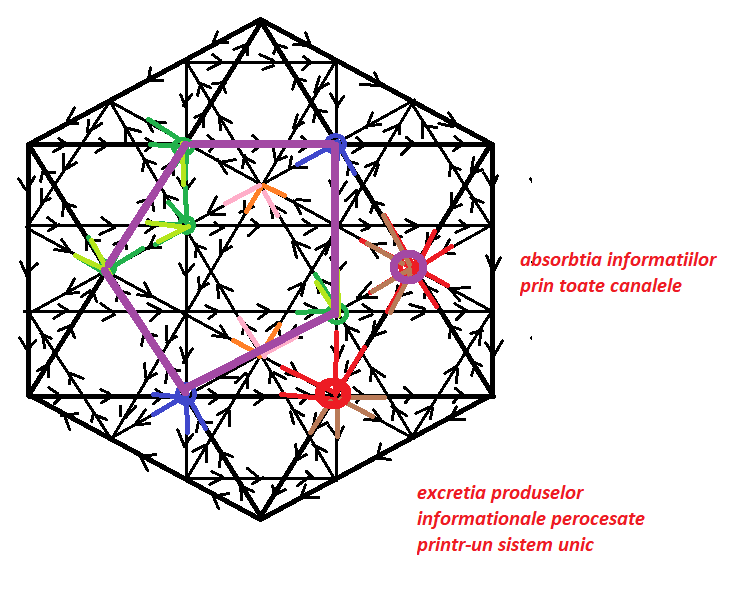 absorbtia informatiilor
prin toate canalele
excretia produselor
informationale perocesate
printr-un sistem unic